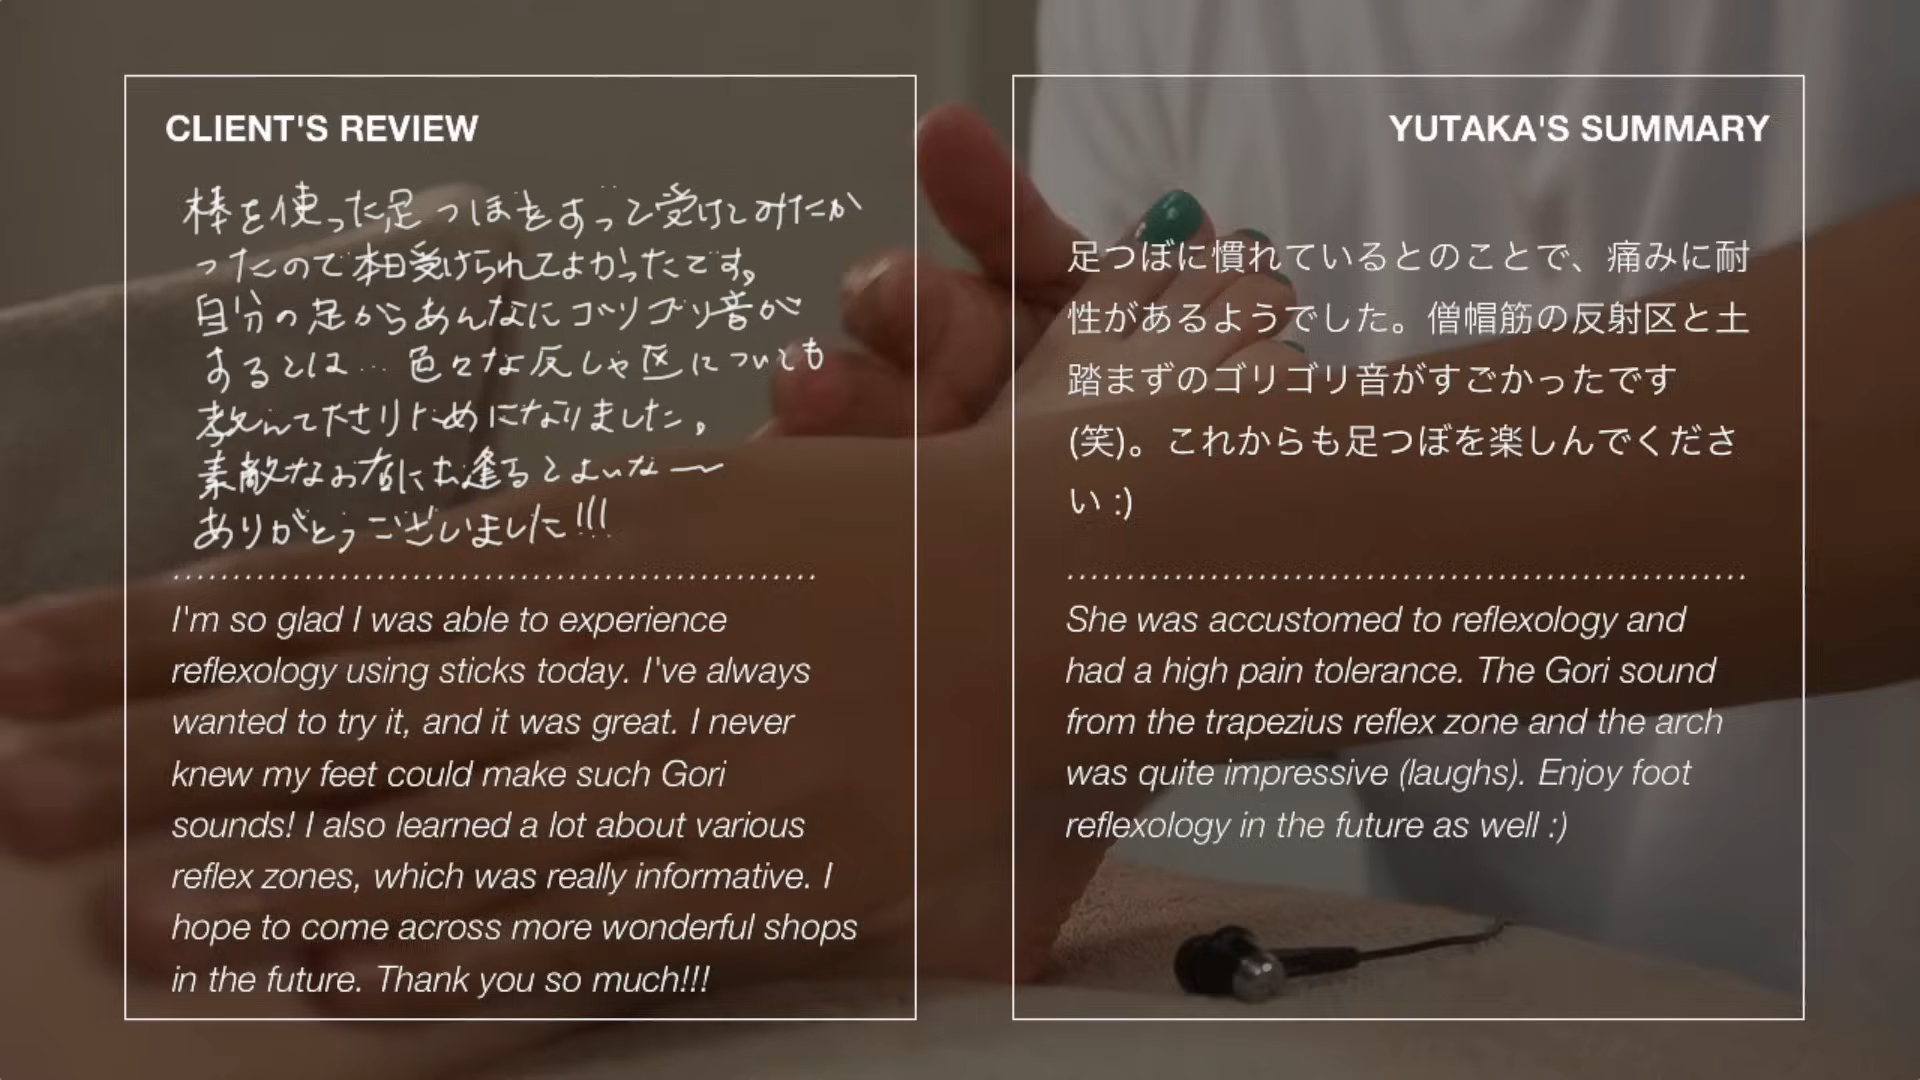 CLIENT'S REVIEW
棒を使った足つぼをずっと受けてみたか
ったので本日受けられてよかったです。
自分の足からあんなにゴリゴリ音が
するとは… 色々な反しゃ区についても
教えて下さりためになりました。
素敵なお店にお逢るとよいな〜
ありがとうございました!!!
I'm so glad I was able to experience
reflexology using sticks today. I've always
wanted to try it, and it was great. I never
knew my feet could make such Gori
sounds! I also learned a lot about various
reflex zones, which was really informative. I
hope to come across more wonderful shops
in the future. Thank you so much!!!
YUTAKA'S SUMMARY
足つぼに慣れているとのことで、痛みに耐
性があるようでした。僧帽筋の反射区と土
踏まずのゴリゴリ音がすごかったです
(笑)。これからも足つぼを楽しんでくださ
い :)
She was accustomed to reflexology and
had a high pain tolerance. The Gori sound
from the trapezius reflex zone and the arch
was quite impressive (laughs). Enjoy foot
reflexology in the future as well :)